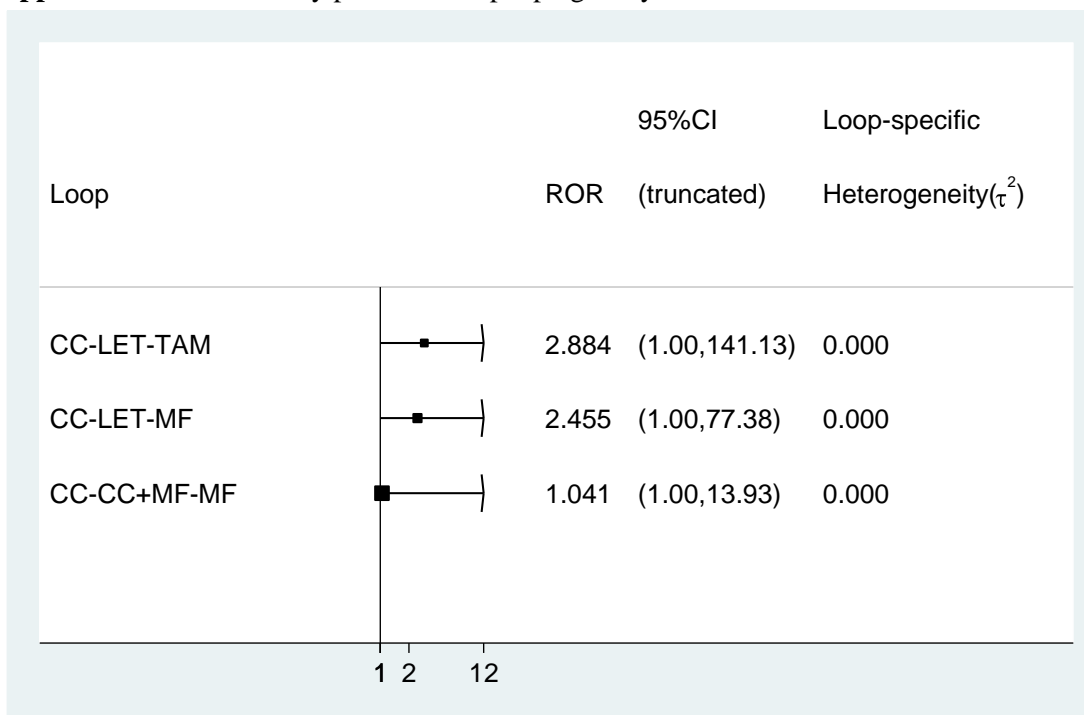 95%CI Loop-specific
Loop ROR (truncated) Heterogeneity(τ²)
CC-LET-TAM 2.884 (1.00,141.13) 0.000
CC-LET-MF 2.455 (1.00,77.38) 0.000
CC-CC+MF-MF 1.041 (1.00,13.93) 0.000
1 2 12